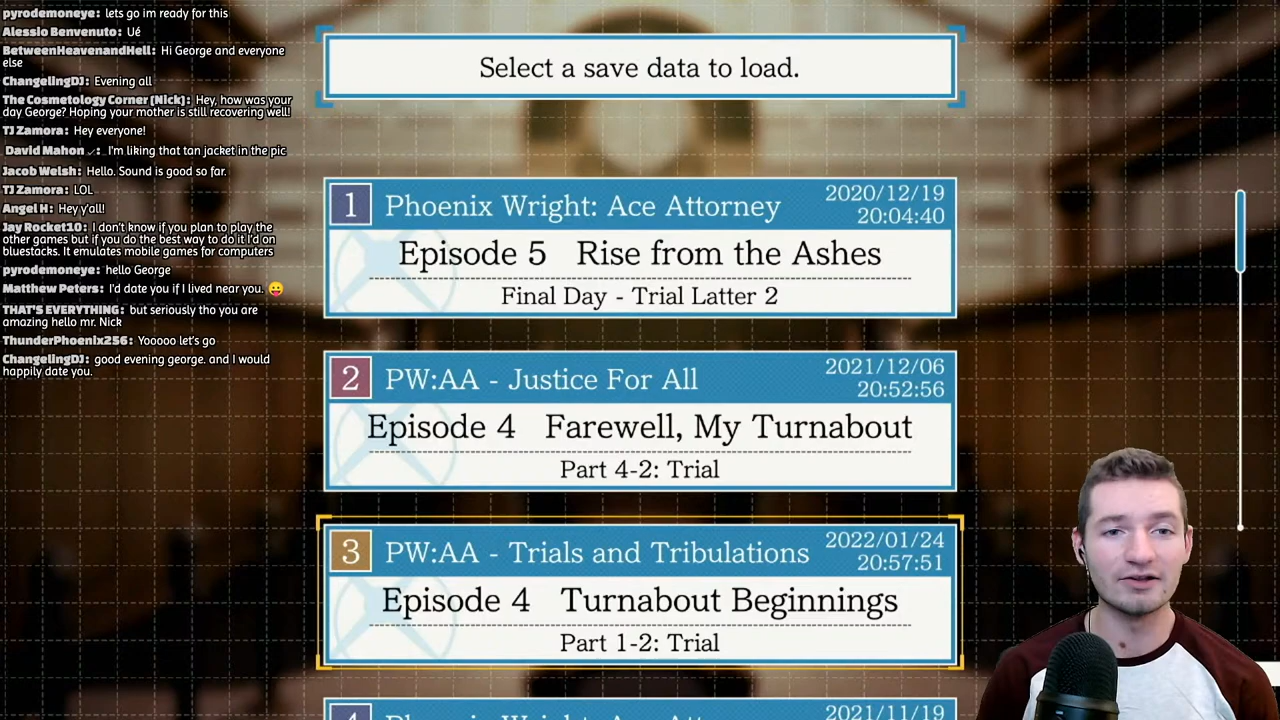 pyrodemoneye: lets go im ready for this
Alessio Benvenuto: Ué
BetweenHeavenandHell: Hi George and everyone
else
ChangelingDJ: Evening all
The Cosmetology Corner (Nick): Hey, how was your
day George? Hoping your mother is still recovering well!
TJ Zamora: Hey everyone!
David Mahon ✓: I'm liking that tan jacket in the pic
Jacob Welsh: Hello. Sound is good so far.
TJ Zamora: LOL
Angel H: Hey y'all!
Jay Rocket10: I don't know if you plan to play the
other games but if you do the best way to do it I'd on
bluestacks. It emulates mobile games for computers
pyrodemoneye: hello George
Matthew Peters: I'd date you if I lived near you. 😛
THAT'S EVERYTHING: but seriously tho you are
amazing hello mr. Nick
ThunderPhoenix256: Yooooo let's go
ChangelingDJ: good evening george. and I would
happily date you.
Select a save data to load.
1 Phoenix Wright: Ace Attorney 2020/12/19
20:04:40
Episode 5 Rise from the Ashes
Final Day - Trial Latter 2
2 PW:AA - Justice For All 2021/12/06
20:52:56
Episode 4 Farewell, My Turnabout
Part 4-2: Trial
3 PW:AA - Trials and Tribulations 2022/01/24
20:57:51
Episode 4 Turnabout Beginnings
Part 1-2: Trial
4 Phoenix Wright: Ace Att 2021/11/19